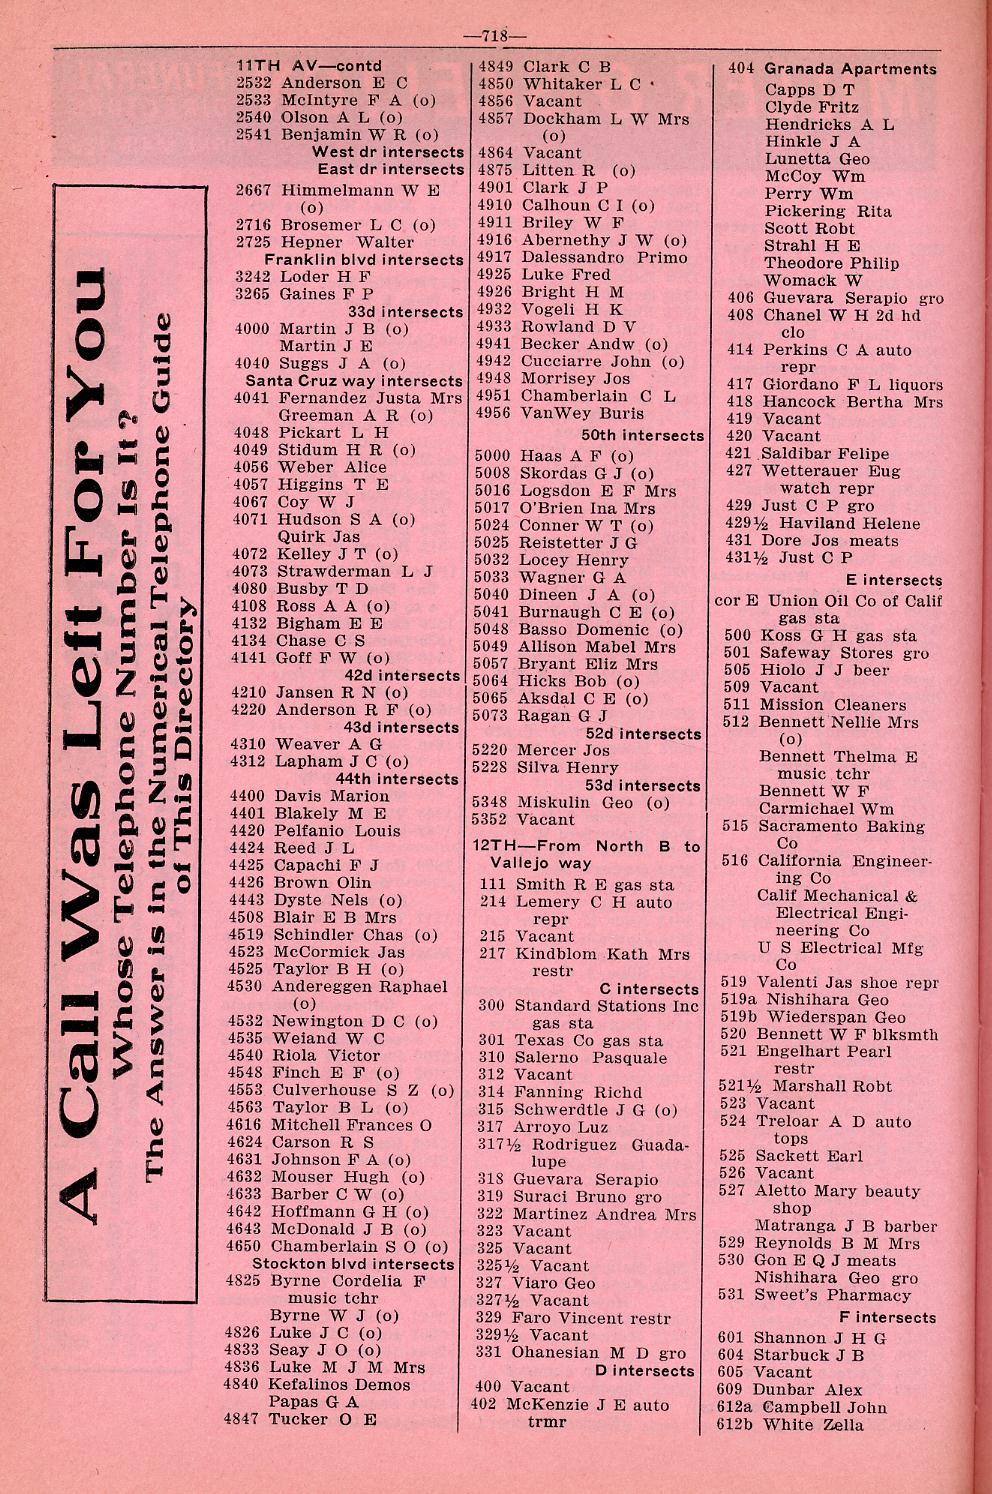 —718—
A Call Was Left For You
Whose Telephone Number Is It?
The Answer is in the Numerical Telephone Guide
of This Directory
11TH AV—contd
2532 Anderson E C
2533 McIntyre F A (o)
2540 Olson A L (o)
2541 Benjamin W R (o)
West dr intersects
East dr intersects
2667 Himmelmann W E
(o)
2716 Brosemer L C (o)
2725 Hepner Walter
Franklin blvd intersects
3242 Loder H F
3265 Gaines F P
33d intersects
4000 Martin J B (o)
Martin J E
4040 Suggs J A (o)
Santa Cruz way intersects
4041 Fernandez Justa Mrs
Greeman A R (o)
4048 Pickart L H
4049 Stidum H R (o)
4056 Weber Alice
4057 Higgins T E
4067 Coy W J
4071 Hudson S A (o)
Quirk Jas
4072 Kelley J T (o)
4073 Strawderman L J
4080 Busby T D
4108 Ross A A (o)
4132 Bigham E E
4134 Chase C S
4141 Goff F W (o)
42d intersects
4210 Jansen R N (o)
4220 Anderson R F (o)
43d intersects
4310 Weaver A G
4312 Lapham J C (o)
44th intersects
4400 Davis Marion
4401 Blakely M E
4420 Pelfanio Louis
4424 Reed J L
4425 Capachi F J
4426 Brown Olin
4443 Dyste Nels (o)
4508 Blair E B Mrs
4519 Schindler Chas (o)
4523 McCormick Jas
4525 Taylor B H (o)
4530 Andereggen Raphael
(o)
4532 Newington D C (o)
4535 Weiand W C
4540 Riola Victor
4548 Finch E F (o)
4553 Culverhouse S Z (o)
4563 Taylor B L (o)
4616 Mitchell Frances O
4624 Carson R S
4631 Johnson F A (o)
4632 Mouser Hugh (o)
4633 Barber C W (o)
4642 Hoffmann G H (o)
4643 McDonald J B (o)
4650 Chamberlain S O (o)
Stockton blvd intersects
4825 Byrne Cordelia F
music tchr
Byrne W J (o)
4826 Luke J C (o)
4833 Seay J O (o)
4836 Luke M J M Mrs
4840 Kefalinos Demos
Papas G A
4847 Tucker O E
4849 Clark C B
4850 Whitaker L C
4856 Vacant
4857 Dockham L W Mrs
(o)
4864 Vacant
4875 Litten R (o)
4901 Clark J P
4910 Calhoun C I (o)
4911 Briley W F
4916 Abernethy J W (o)
4917 Dalessandro Primo
4925 Luke Fred
4926 Bright H M
4932 Vogeli H K
4933 Rowland D V
4941 Becker Andw (o)
4942 Cucciarre John (o)
4948 Morrisey Jos
4951 Chamberlain C L
4956 VanWey Buris
50th intersects
5000 Haas A F (o)
5008 Skordas G J (o)
5016 Logsdon E F Mrs
5017 O'Brien Ina Mrs
5024 Conner W T (o)
5025 Reistetter J G
5032 Locey Henry
5033 Wagner G A
5040 Dineen J A (o)
5041 Burnaugh C E (o)
5048 Basso Domenic (o)
5049 Allison Mabel Mrs
5057 Bryant Eliz Mrs
5064 Hicks Bob (o)
5065 Aksdal C E (o)
5073 Ragan G J
52d intersects
5220 Mercer Jos
5228 Silva Henry
53d intersects
5348 Miskulin Geo (o)
5352 Vacant
12TH—From North B to
Vallejo way
111 Smith R E gas sta
214 Lemery C H auto
repr
215 Vacant
217 Kindblom Kath Mrs
restr
C intersects
300 Standard Stations Inc
gas sta
301 Texas Co gas sta
310 Salerno Pasquale
312 Vacant
314 Fanning Richd
315 Schwerdtle J G (o)
317 Arroyo Luz
317½ Rodriguez Guada-
lupe
318 Guevara Serapio
319 Suraci Bruno gro
322 Martinez Andrea Mrs
323 Vacant
325 Vacant
325½ Vacant
327 Viaro Geo
327½ Vacant
329 Faro Vincent restr
329½ Vacant
331 Ohanesian M D gro
D intersects
400 Vacant
402 McKenzie J E auto
trmr
404 Granada Apartments
Capps D T
Clyde Fritz
Hendricks A L
Hinkle J A
Lunetta Geo
McCoy Wm
Perry Wm
Pickering Rita
Scott Robt
Strahl H E
Theodore Philip
Womack W
406 Guevara Serapio gro
408 Chanel W H 2d hd
clo
414 Perkins C A auto
repr
417 Giordano F L liquors
418 Hancock Bertha Mrs
419 Vacant
420 Vacant
421 Saldibar Felipe
427 Wetterauer Eug
watch repr
429 Just C P gro
429½ Haviland Helene
431 Dore Jos meats
431½ Just C P
E intersects
cor E Union Oil Co of Calif
gas sta
500 Koss G H gas sta
501 Safeway Stores gro
505 Hiolo J J beer
509 Vacant
511 Mission Cleaners
512 Bennett Nellie Mrs
(o)
Bennett Thelma E
music tchr
Bennett W F
Carmichael Wm
515 Sacramento Baking
Co
516 California Engineer-
ing Co
Calif Mechanical &
Electrical Engi-
neering Co
U S Electrical Mfg
Co
519 Valenti Jas shoe repr
519a Nishihara Geo
519b Wiederspan Geo
520 Bennett W F blksmth
521 Engelhart Pearl
restr
521½ Marshall Robt
523 Vacant
524 Treloar A D auto
tops
525 Sackett Earl
526 Vacant
527 Aletto Mary beauty
shop
Matranga J B barber
529 Reynolds B M Mrs
530 Gon E Q J meats
Nishihara Geo gro
531 Sweet's Pharmacy
F intersects
601 Shannon J H G
604 Starbuck J B
605 Vacant
609 Dunbar Alex
612a Campbell John
612b White Zella